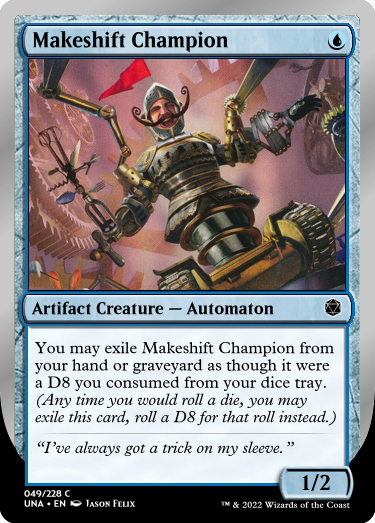 Makeshift Champion
Artifact Creature — Automaton
You may exile Makeshift Champion from
your hand or graveyard as though it were
a D8 you consumed from your dice tray.
(Any time you would roll a die, you may
exile this card, roll a D8 for that roll instead.)
“I’ve always got a trick on my sleeve.”
1/2
049/228 C
UNA • EN Jason Felix
™ & 2022 Wizards of the Coast